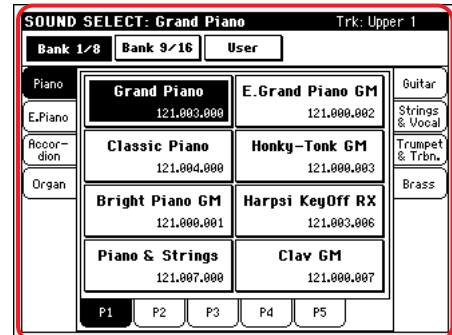 SOUND SELECT: Grand Piano Trk: Upper 1
Bank 1/8 Bank 9/16 User
Piano
E.Piano
Accor-
dion
Organ
Grand Piano
121.003.000
E.Grand Piano GM
121.000.002
Classic Piano
121.004.000
Honky-Tonk GM
121.000.003
Bright Piano GM
121.000.001
Harpsi KeyOff RX
121.003.006
Piano & Strings
121.007.000
Clav GM
121.000.007
Guitar
Strings
& Vocal
Trumpet
& Trbn.
Brass
P1 P2 P3 P4 P5